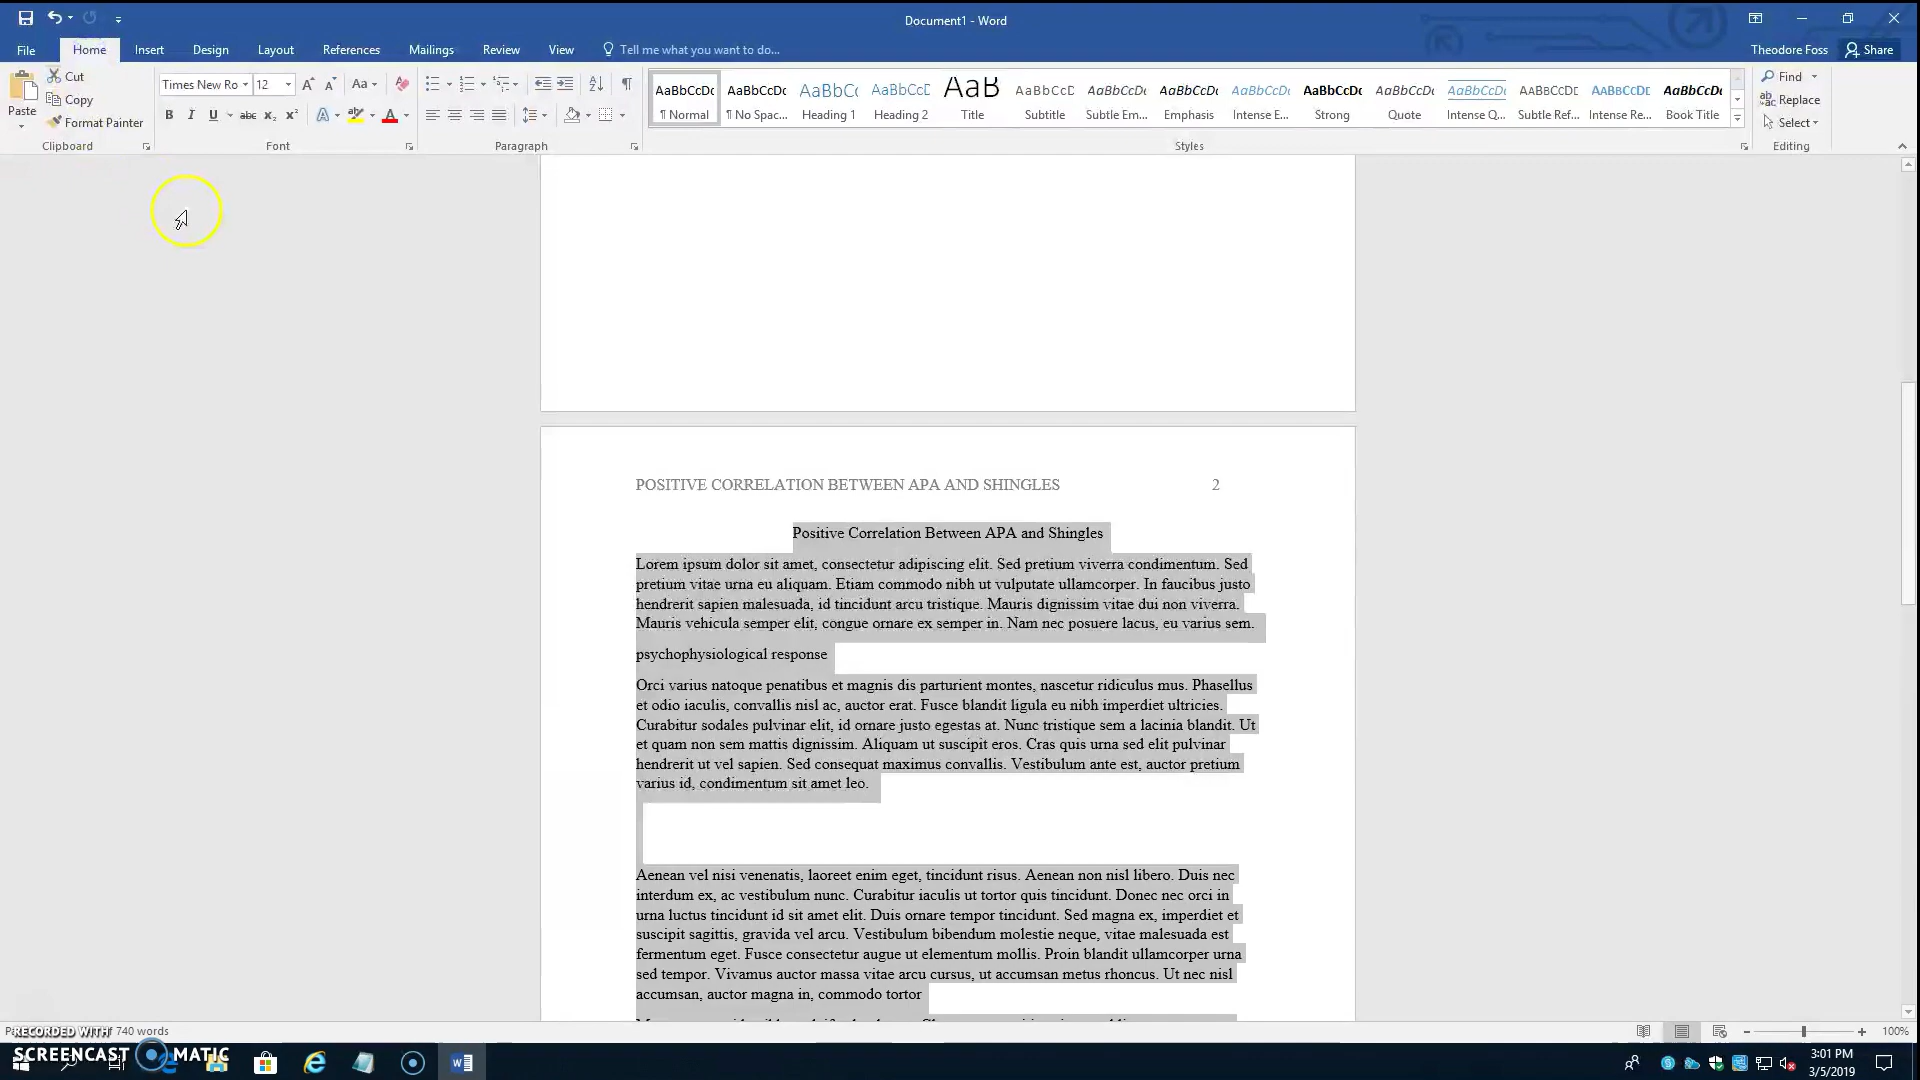 Document1 - Word
File Home Insert Design Layout References Mailings Review View Tell me what you want to do... Theodore Foss Share
Paste Cut Copy Format Painter
Clipboard
Times New Ro 12
Font
Paragraph
AaBbCcDc AaBbCcDc AaBbC AaBbCcD AaB AaBbCcD AaBbCcDc AaBbCcDc AaBbCcDc AaBbCcDc AaBbCcDc AaBbCcDc AABBCCDE AABBCCDE AaBbCcDc
¶ Normal ¶ No Spac... Heading 1 Heading 2 Title Subtitle Subtle Em... Emphasis Intense E... Strong Quote Intense Q... Subtle Ref... Intense Re... Book Title
Styles
Find
Replace
Select
Editing
POSITIVE CORRELATION BETWEEN APA AND SHINGLES 2
Positive Correlation Between APA and Shingles
Lorem ipsum dolor sit amet, consectetur adipiscing elit. Sed pretium viverra condimentum. Sed
pretium vitae urna eu aliquam. Etiam commodo nibh ut vulputate ullamcorper. In faucibus justo
hendrerit sapien malesuada, id tincidunt arcu tristique. Mauris dignissim vitae dui non viverra.
Mauris vehicula semper elit, congue ornare ex semper in. Nam nec posuere lacus, eu varius sem.
psychophysiological response
Orci varius natoque penatibus et magnis dis parturient montes, nascetur ridiculus mus. Phasellus
et odio iaculis, convallis nisl ac, auctor erat. Fusce blandit ligula eu nibh imperdiet ultricies.
Curabitur sodales pulvinar elit, id ornare justo egestas at. Nunc tristique sem a lacinia blandit. Ut
et quam non sem mattis dignissim. Aliquam ut suscipit eros. Cras quis urna sed elit pulvinar
hendrerit ut vel sapien. Sed consequat maximus convallis. Vestibulum ante est, auctor pretium
varius id, condimentum sit amet leo.
Aenean vel nisi venenatis, laoreet enim eget, tincidunt risus. Aenean non nisl libero. Duis nec
interdum ex, ac vestibulum nunc. Curabitur iaculis ut tortor quis tincidunt. Donec nec orci in
urna luctus tincidunt id sit amet elit. Duis ornare tempor tincidunt. Sed magna ex, imperdiet et
suscipit sagittis, gravida vel arcu. Vestibulum bibendum molestie neque, vitae malesuada est
fermentum eget. Fusce consectetur augue ut elementum mollis. Proin blandit ullamcorper urna
sed tempor. Vivamus auctor massa vitae arcu cursus, ut accumsan metus rhoncus. Ut nec nisl
accumsan, auctor magna in, commodo tortor
740 words
100%
RECORDED WITH
SCREENCAST MATIC
3:01 PM
3/5/2019